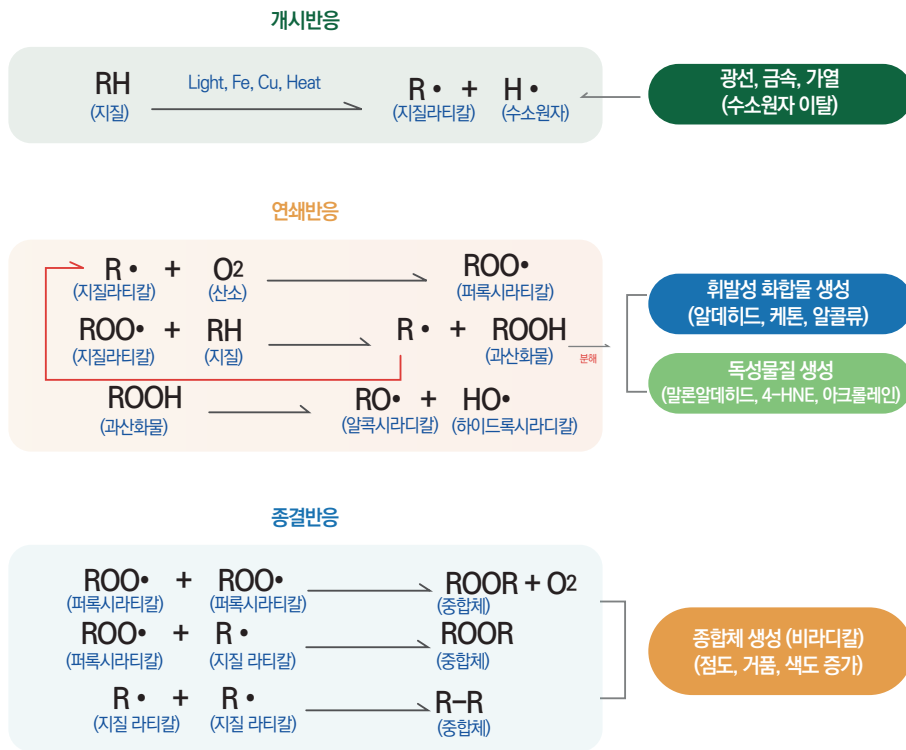 개시반응
RH
(지질)
Light, Fe, Cu, Heat
R• + H•
(지질라티칼) (수소원자)
광선, 금속, 가열
(수소원자 이탈)
연쇄반응
R• + O2 ROO•
(지질라티칼) (산소) (퍼록시라티칼)
ROO• + RH R• + ROOH
(지질라티칼) (지질) (과산화물)
분해
ROOH RO• + HO•
(과산화물) (알콕시라디칼) (하이드록시라디칼)
휘발성 화합물 생성
(알데히드, 케톤, 알콜류)
독성물질 생성
(말론알데히드, 4-HNE, 아크롤레인)
종결반응
ROO• + ROO• ROOR + O2
(퍼록시라티칼) (퍼록시라티칼) (중합체)
ROO• + R• ROOR
(퍼록시라티칼) (지질 라티칼) (중합체)
R• + R• R-R
(지질 라티칼) (지질 라티칼) (중합체)
종합체 생성 (비라디칼)
(점도, 거품, 색도 증가)